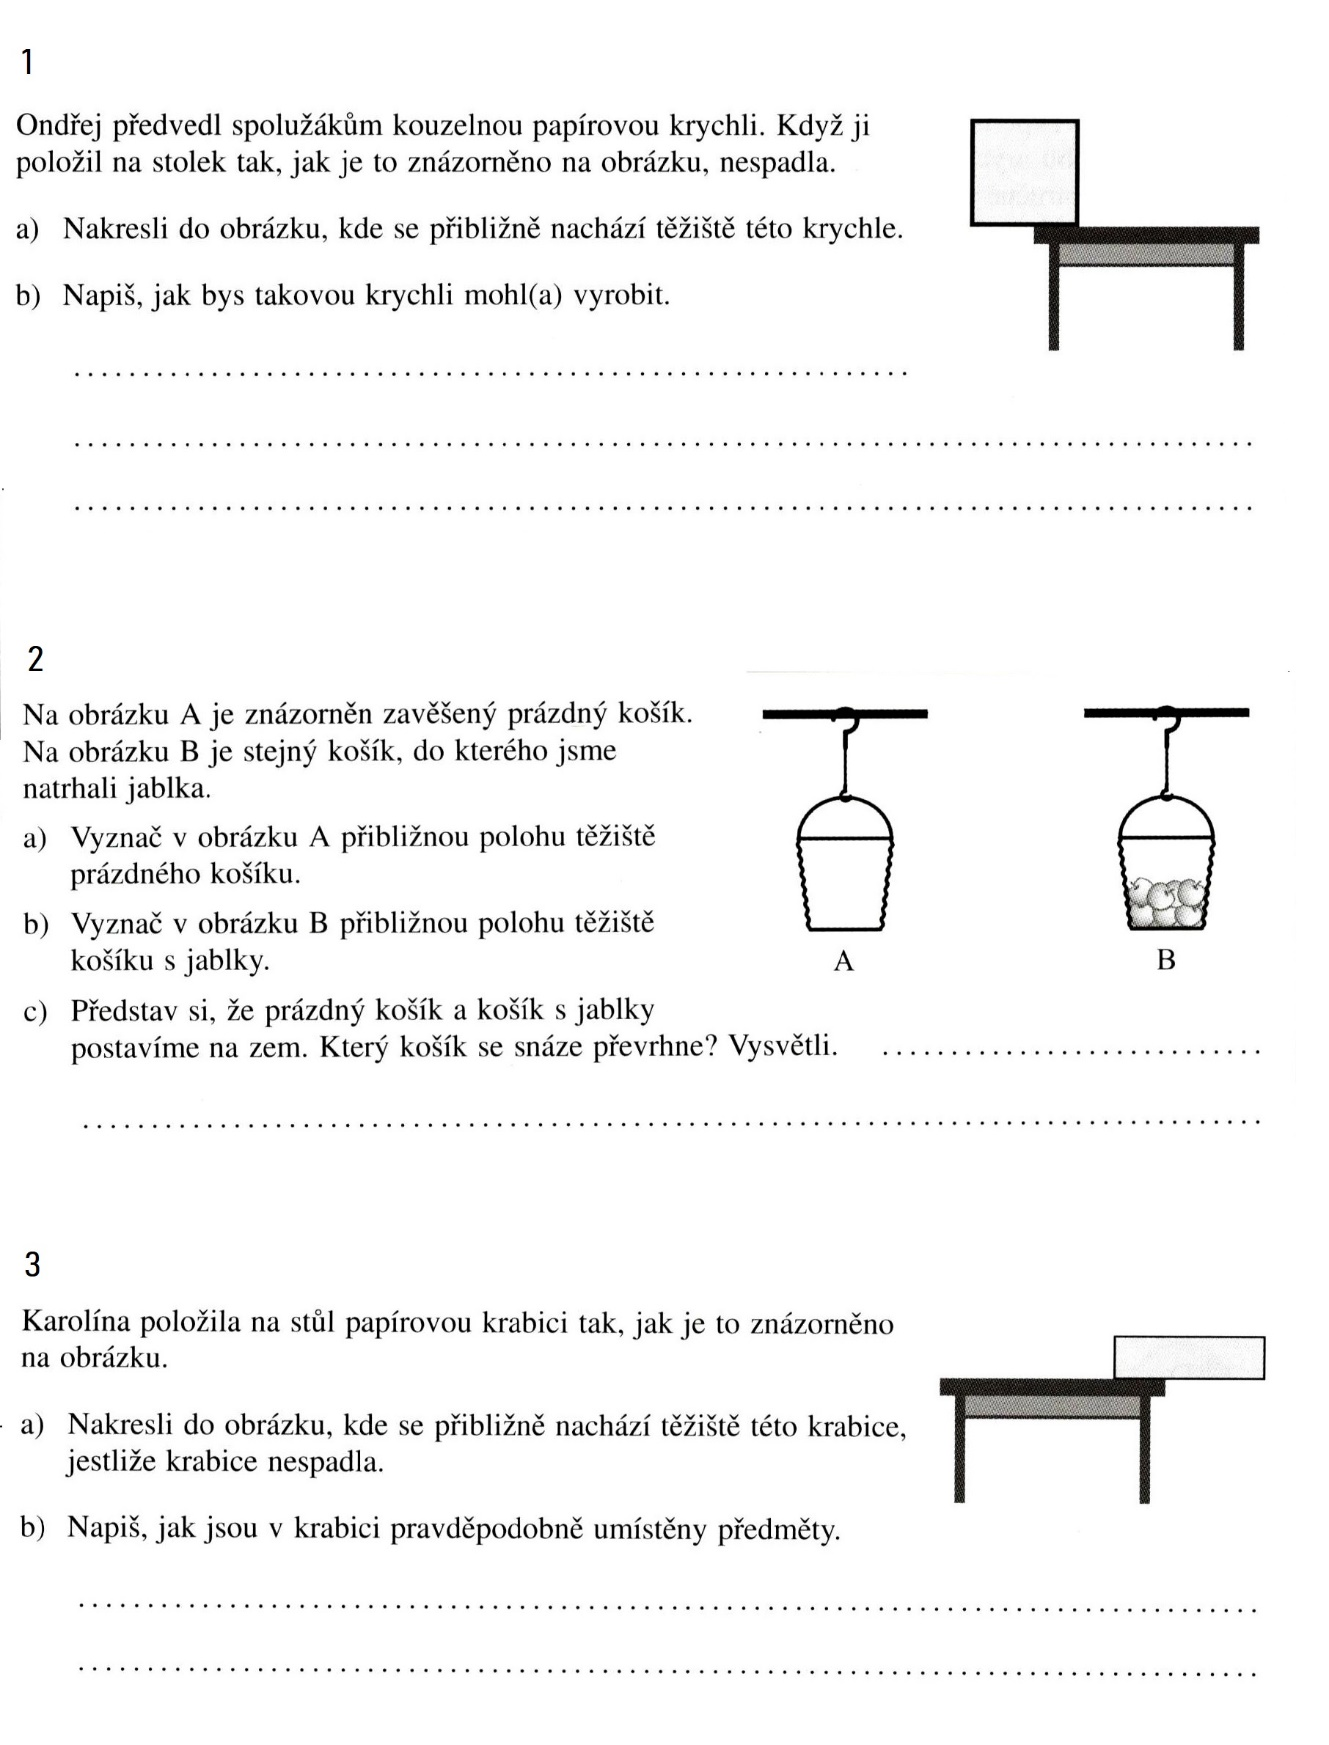 1
Ondřej předvedl spolužákům kouzelnou papírovou krychli. Když ji
položil na stolek tak, jak je to znázorněno na obrázku, nespadla.
a) Nakresli do obrázku, kde se přibližně nachází těžiště této krychle.
b) Napiš, jak bys takovou krychli mohl(a) vyrobit.
2
Na obrázku A je znázorněn zavěšený prázdný košík.
Na obrázku B je stejný košík, do kterého jsme
natrhali jablka.
a) Vyznač v obrázku A přibližnou polohu těžiště
prázdného košíku.
b) Vyznač v obrázku B přibližnou polohu těžiště
košíku s jablky.
A
B
c) Představ si, že prázdný košík a košík s jablky
postavíme na zem. Který košík se snáze převrhne? Vysvětli.
3
Karolína položila na stůl papírovou krabici tak, jak je to znázorněno
na obrázku.
a) Nakresli do obrázku, kde se přibližně nachází těžiště této krabice,
jestliže krabice nespadla.
b) Napiš, jak jsou v krabici pravděpodobně umístěny předměty.